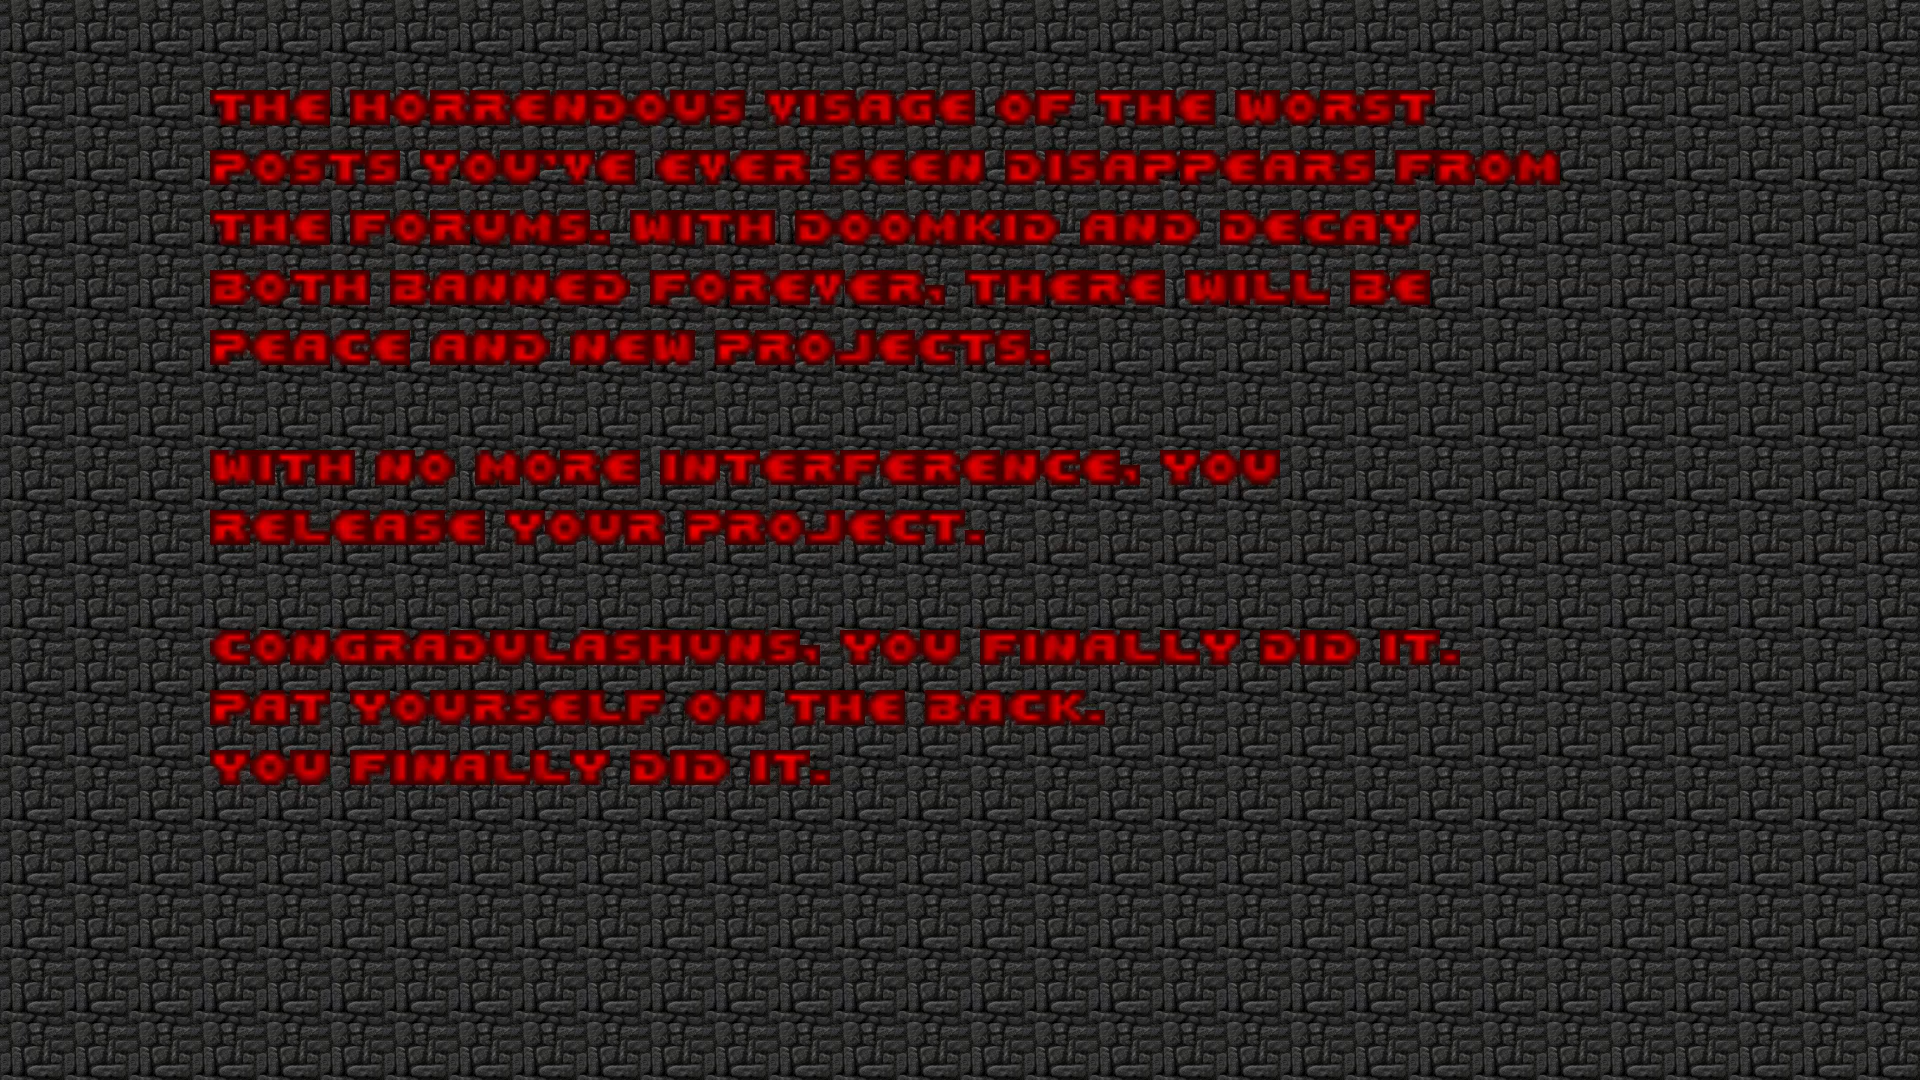 THE HORRENDOUS VISAGE OF THE WORST
POSTS YOU'VE EVER SEEN DISAPPEARS FROM
THE FORUMS. WITH DOOMKID AND DECAY
BOTH BANNED FOREVER, THERE WILL BE
PEACE AND NEW PROJECTS.
WITH NO MORE INTERFERENCE, YOU
RELEASE YOUR PROJECT.
CONGRADULASHUNS, YOU FINALLY DID IT.
PAT YOURSELF ON THE BACK.
YOU FINALLY DID IT.